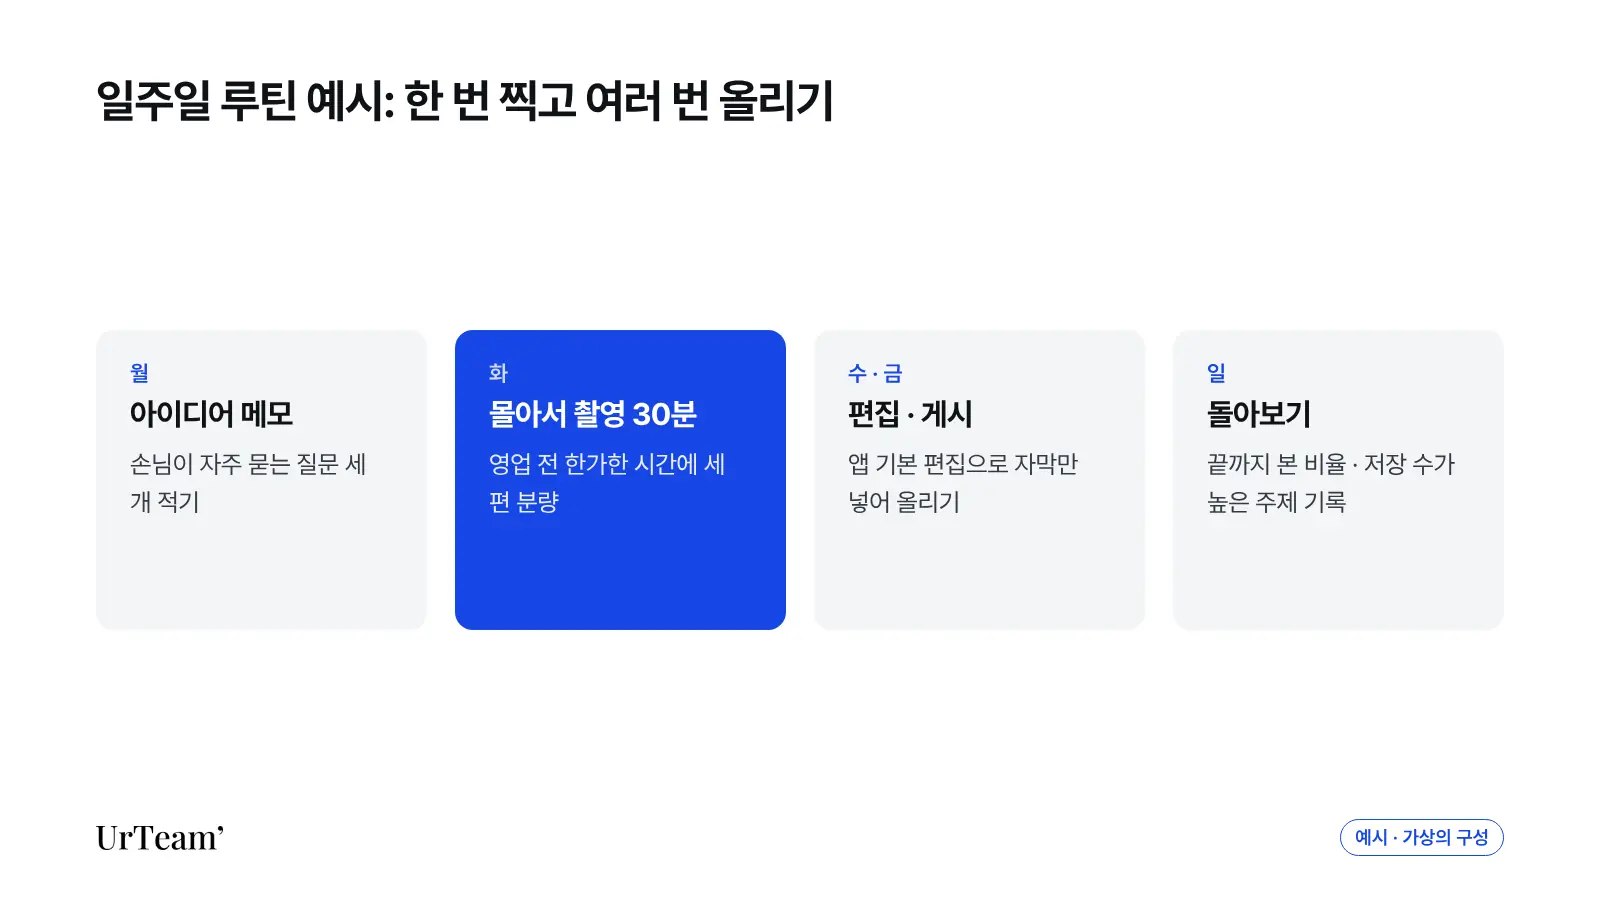 일주일 루틴 예시: 한 번 찍고 여러 번 올리기
월
아이디어 메모
손님이 자주 묻는 질문 세
개 적기
화
몰아서 촬영 30분
영업 전 한가한 시간에 세
편 분량
수 · 금
편집 · 게시
앱 기본 편집으로 자막만
넣어 올리기
일
돌아보기
끝까지 본 비율 · 저장 수가
높은 주제 기록
UrTeam’
예시 · 가상의 구성